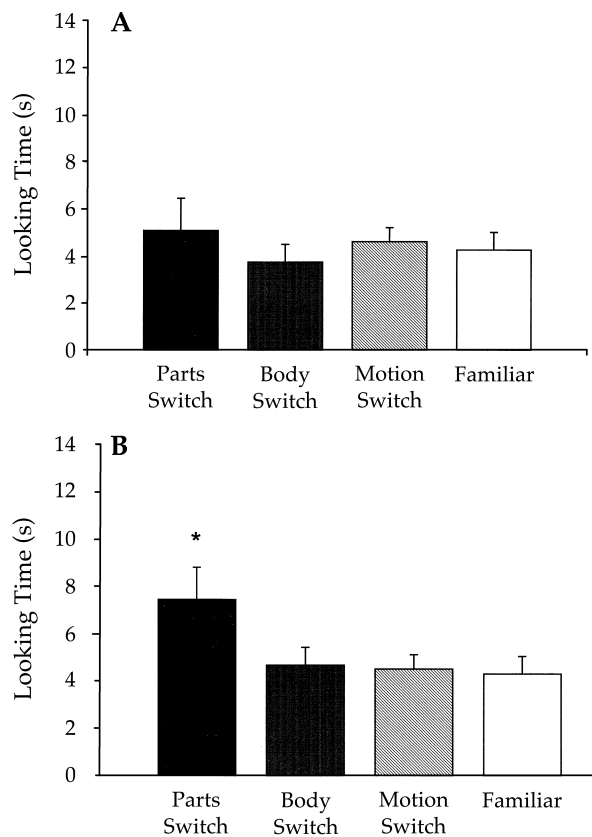 A
14
12
10
8
6
4
2
0
Looking Time (s)
Parts Switch
Body Switch
Motion Switch
Familiar
B
14
12
10
8
6
4
2
0
Looking Time (s)
*
Parts Switch
Body Switch
Motion Switch
Familiar